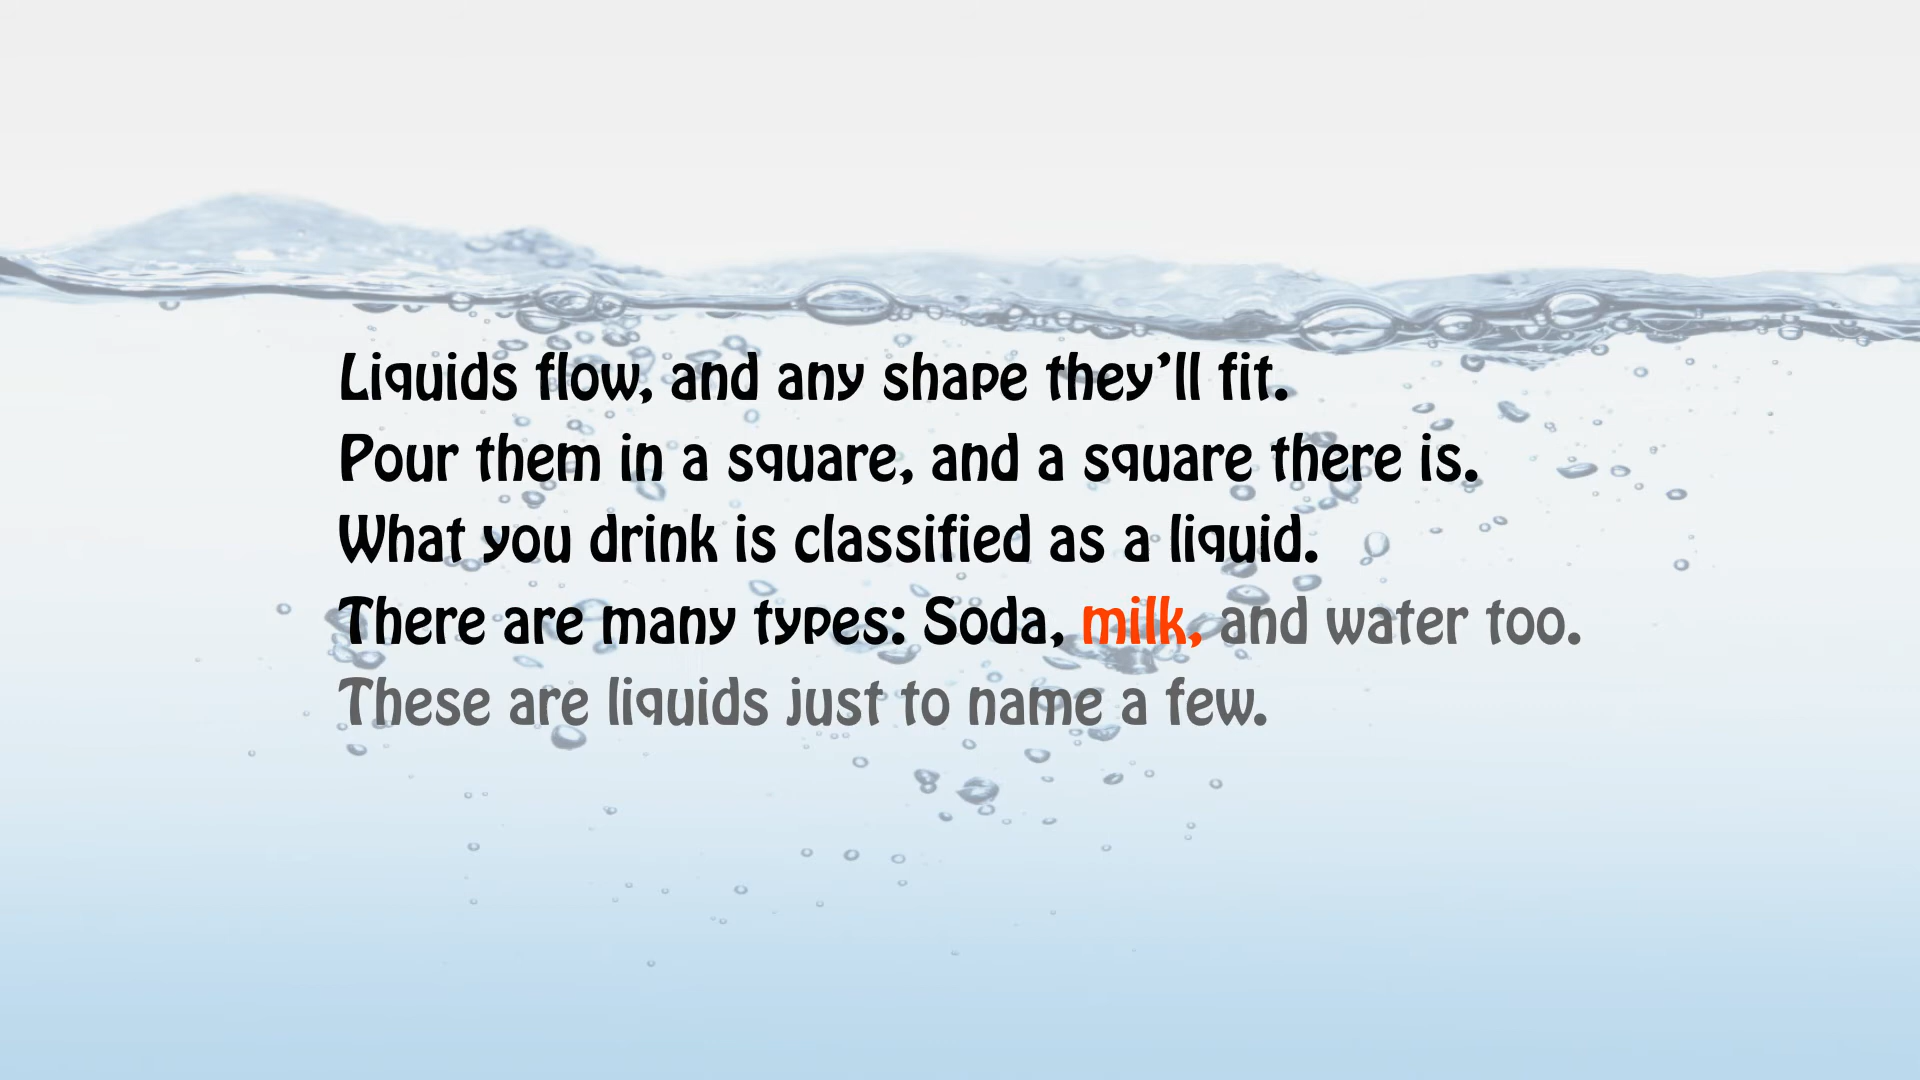 Liquids flow, and any shape they’ll fit.
Pour them in a square, and a square there is.
What you drink is classified as a liquid.
There are many types: Soda, milk, and water too.
These are liquids just to name a few.